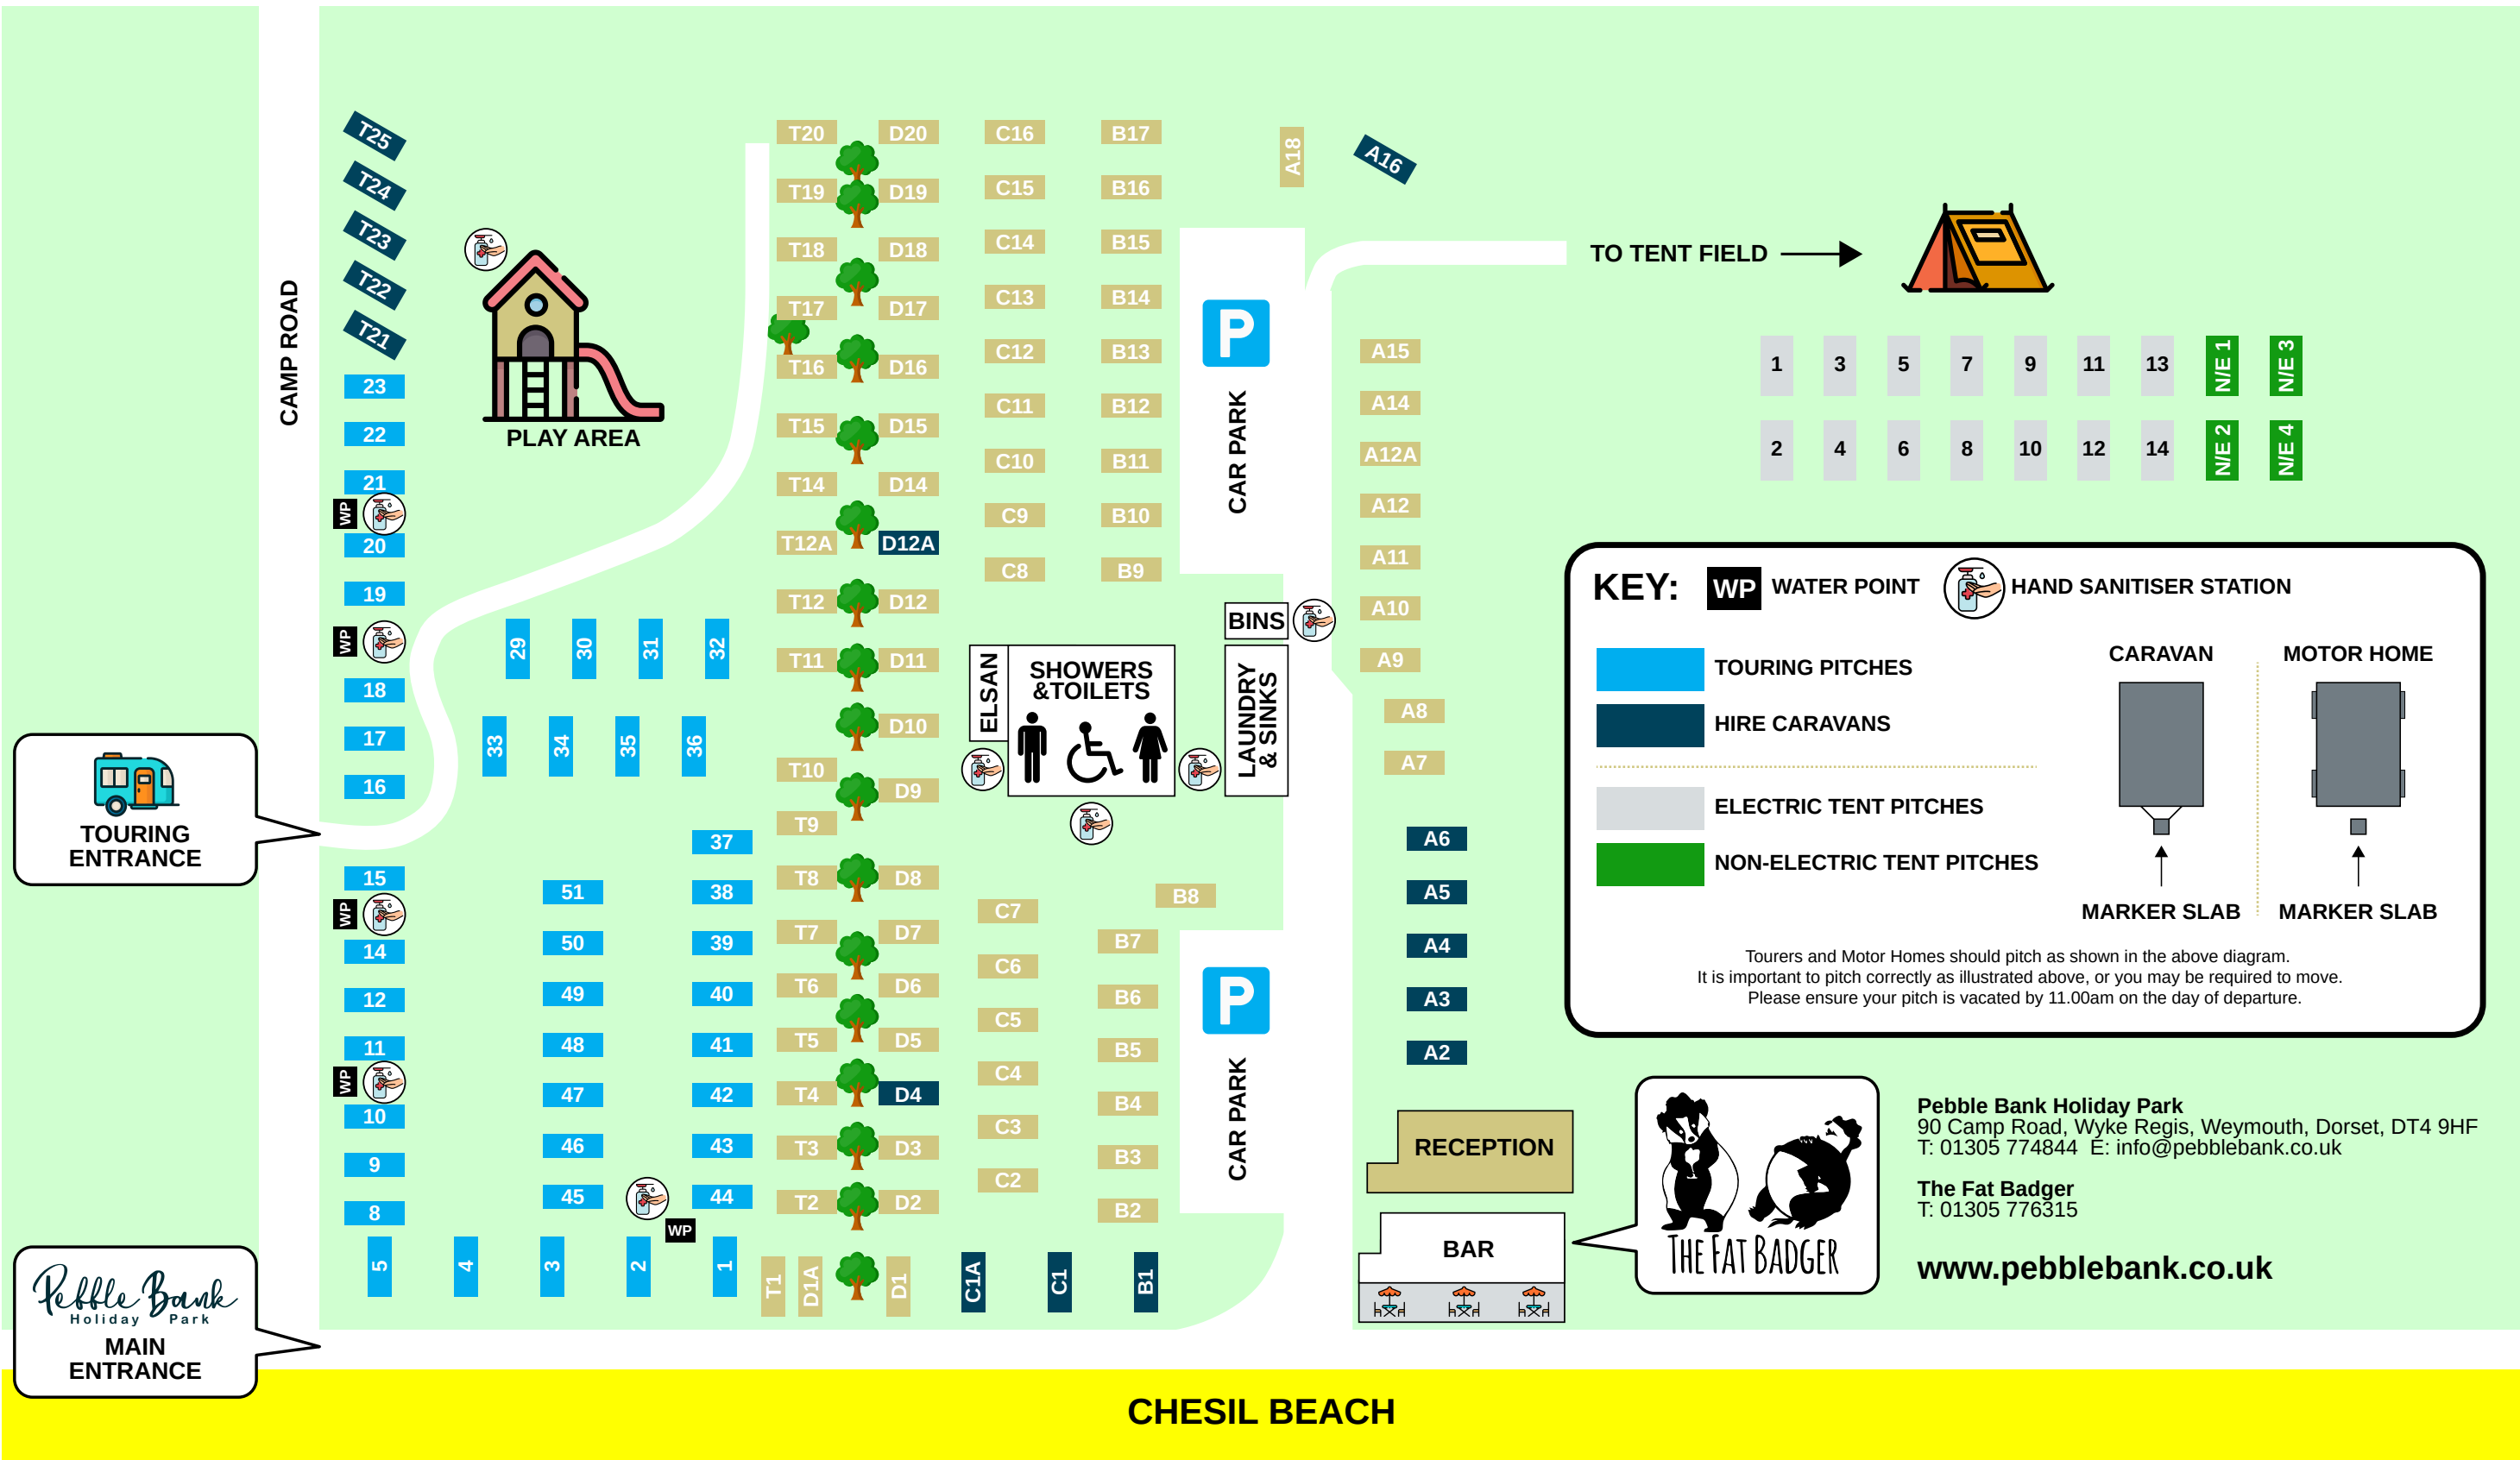 CAMP ROAD
T25
T24
T23
T22
T21
23
22
21
WP
20
19
WP
18
17
16
TOURING
ENTRANCE
15
WP
14
12
11
WP
10
9
8
5
4
3
2
1
WP
Pebble Bank
Holiday Park
MAIN
ENTRANCE
PLAY AREA
29
30
31
32
33
34
35
36
37
38
39
40
41
42
43
44
51
50
49
48
47
46
45
T20
T19
T18
T17
T16
T15
T14
T12A
T12
T11
T10
T9
T8
T7
T6
T5
T4
T3
T2
T1
D1A
D20
D19
D18
D17
D16
D15
D14
D12A
D12
D11
D10
D9
D8
D7
D6
D5
D4
D3
D2
D1
C16
C15
C14
C13
C12
C11
C10
C9
C8
ELSAN
SHOWERS
&TOILETS
C7
C6
C5
C4
C3
C2
C1A
C1
B17
B16
B15
B14
B13
B12
B11
B10
B9
B8
B7
B6
B5
B4
B3
B2
B1
P
CAR PARK
BINS
LAUNDRY
& SINKS
P
CAR PARK
A18
A16
A15
A14
A12A
A12
A11
A10
A9
A8
A7
A6
A5
A4
A3
A2
RECEPTION
BAR
TO TENT FIELD
1
3
5
7
9
11
13
N/E 1
N/E 3
2
4
6
8
10
12
14
N/E 2
N/E 4
KEY:
WP WATER POINT
HAND SANITISER STATION
TOURING PITCHES
HIRE CARAVANS
ELECTRIC TENT PITCHES
NON-ELECTRIC TENT PITCHES
CARAVAN
MOTOR HOME
MARKER SLAB
MARKER SLAB
Tourers and Motor Homes should pitch as shown in the above diagram.
It is important to pitch correctly as illustrated above, or you may be required to move.
Please ensure your pitch is vacated by 11.00am on the day of departure.
THE FAT BADGER
Pebble Bank Holiday Park
90 Camp Road, Wyke Regis, Weymouth, Dorset, DT4 9HF
T: 01305 774844 E: info@pebblebank.co.uk
The Fat Badger
T: 01305 776315
www.pebblebank.co.uk
CHESIL BEACH